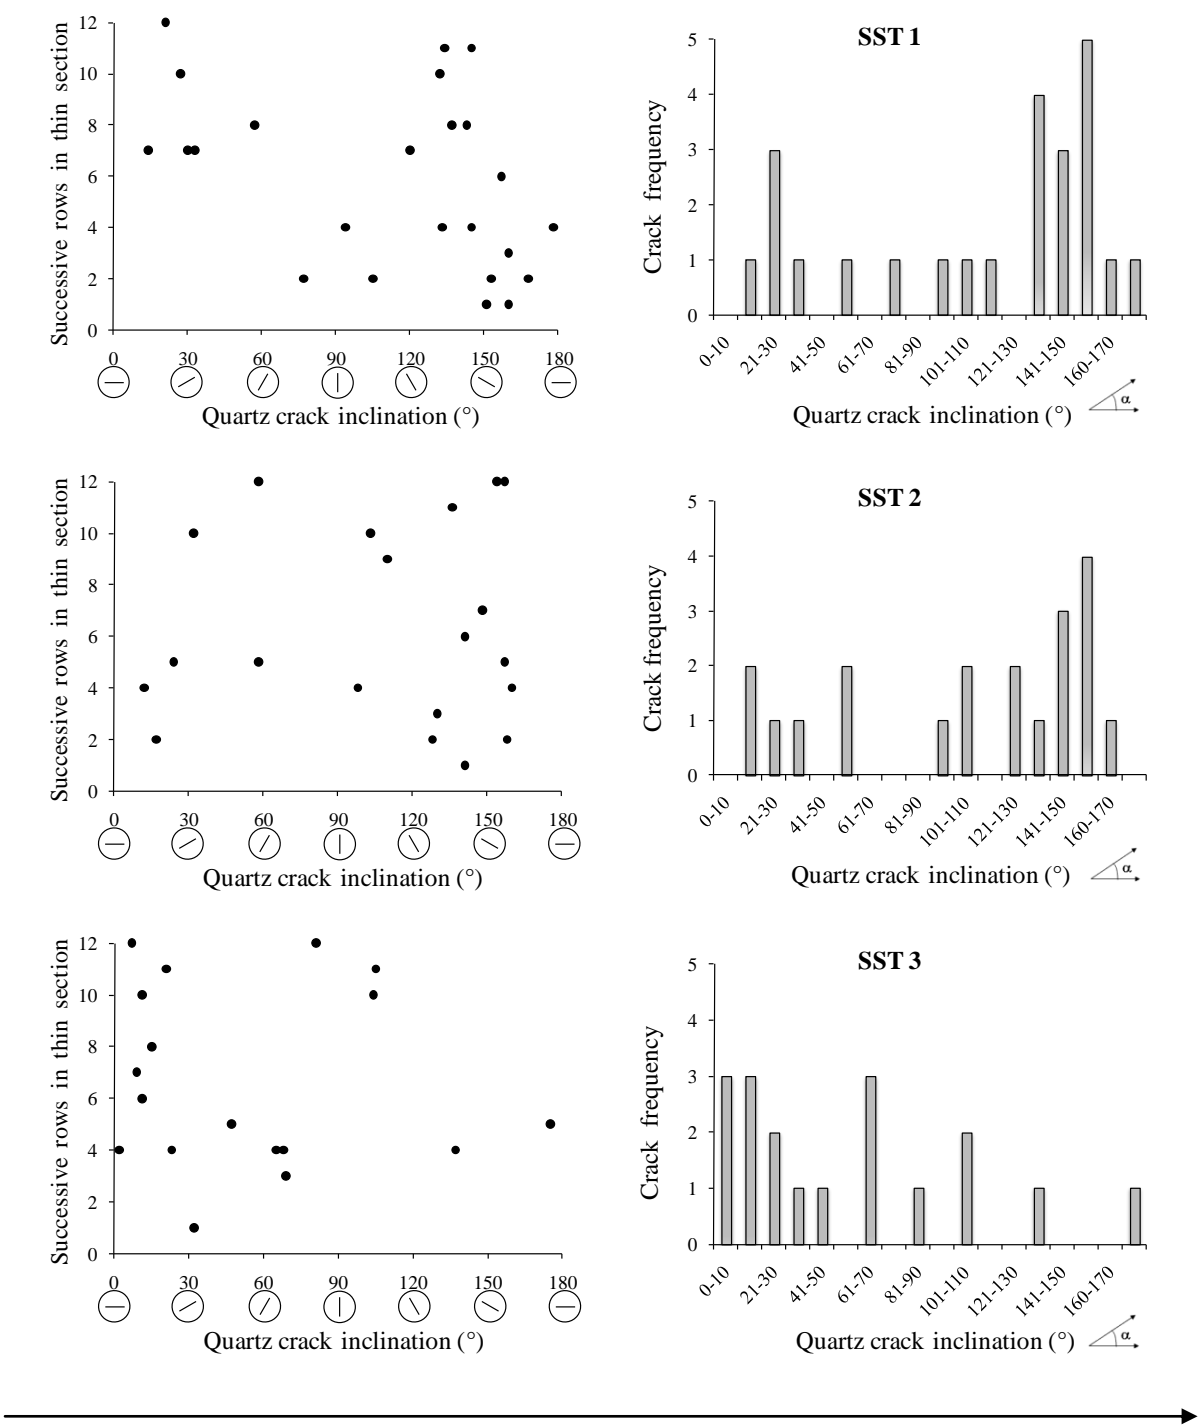 SST 1
Successive rows in thin section
12
10
8
6
4
2
0
0 30 60 90 120 150 180
Quartz crack inclination (°)
Crack frequency
5
4
3
2
1
0
0-10 21-30 41-50 61-70 81-90 101-110 121-130 141-150 160-170
α
Quartz crack inclination (°)
SST 2
Successive rows in thin section
12
10
8
6
4
2
0
0 30 60 90 120 150 180
Quartz crack inclination (°)
Crack frequency
5
4
3
2
1
0
0-10 21-30 41-50 61-70 81-90 101-110 121-130 141-150 160-170
α
Quartz crack inclination (°)
SST 3
Successive rows in thin section
12
10
8
6
4
2
0
0 30 60 90 120 150 180
Quartz crack inclination (°)
Crack frequency
5
4
3
2
1
0
0-10 21-30 41-50 61-70 81-90 101-110 121-130 141-150 160-170
α
Quartz crack inclination (°)